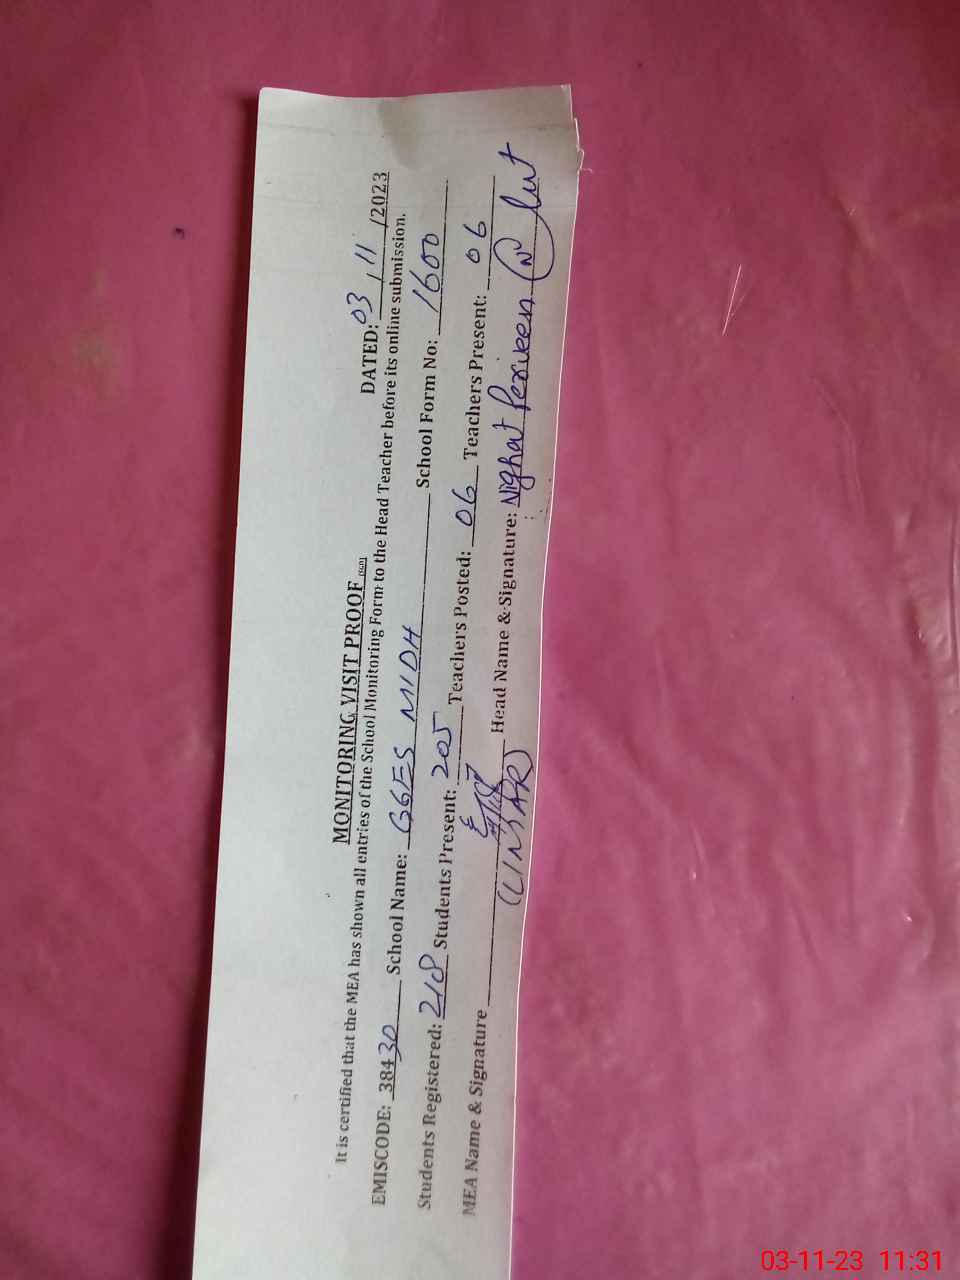 MONITORING VISIT PROOF (SGD) DATED: 03/11/2023
It is certified that the MEA has shown all entries of the School Monitoring Form to the Head Teacher before its online submission.
EMISCODE: 38430 School Name: GGES MIDH School Form No: 1600
Students Registered: 218 Students Present: 205 Teachers Posted: 06 Teachers Present: 06
MEA Name & Signature Head Name & Signature: Nighat Perveen
03-11-23 11:31